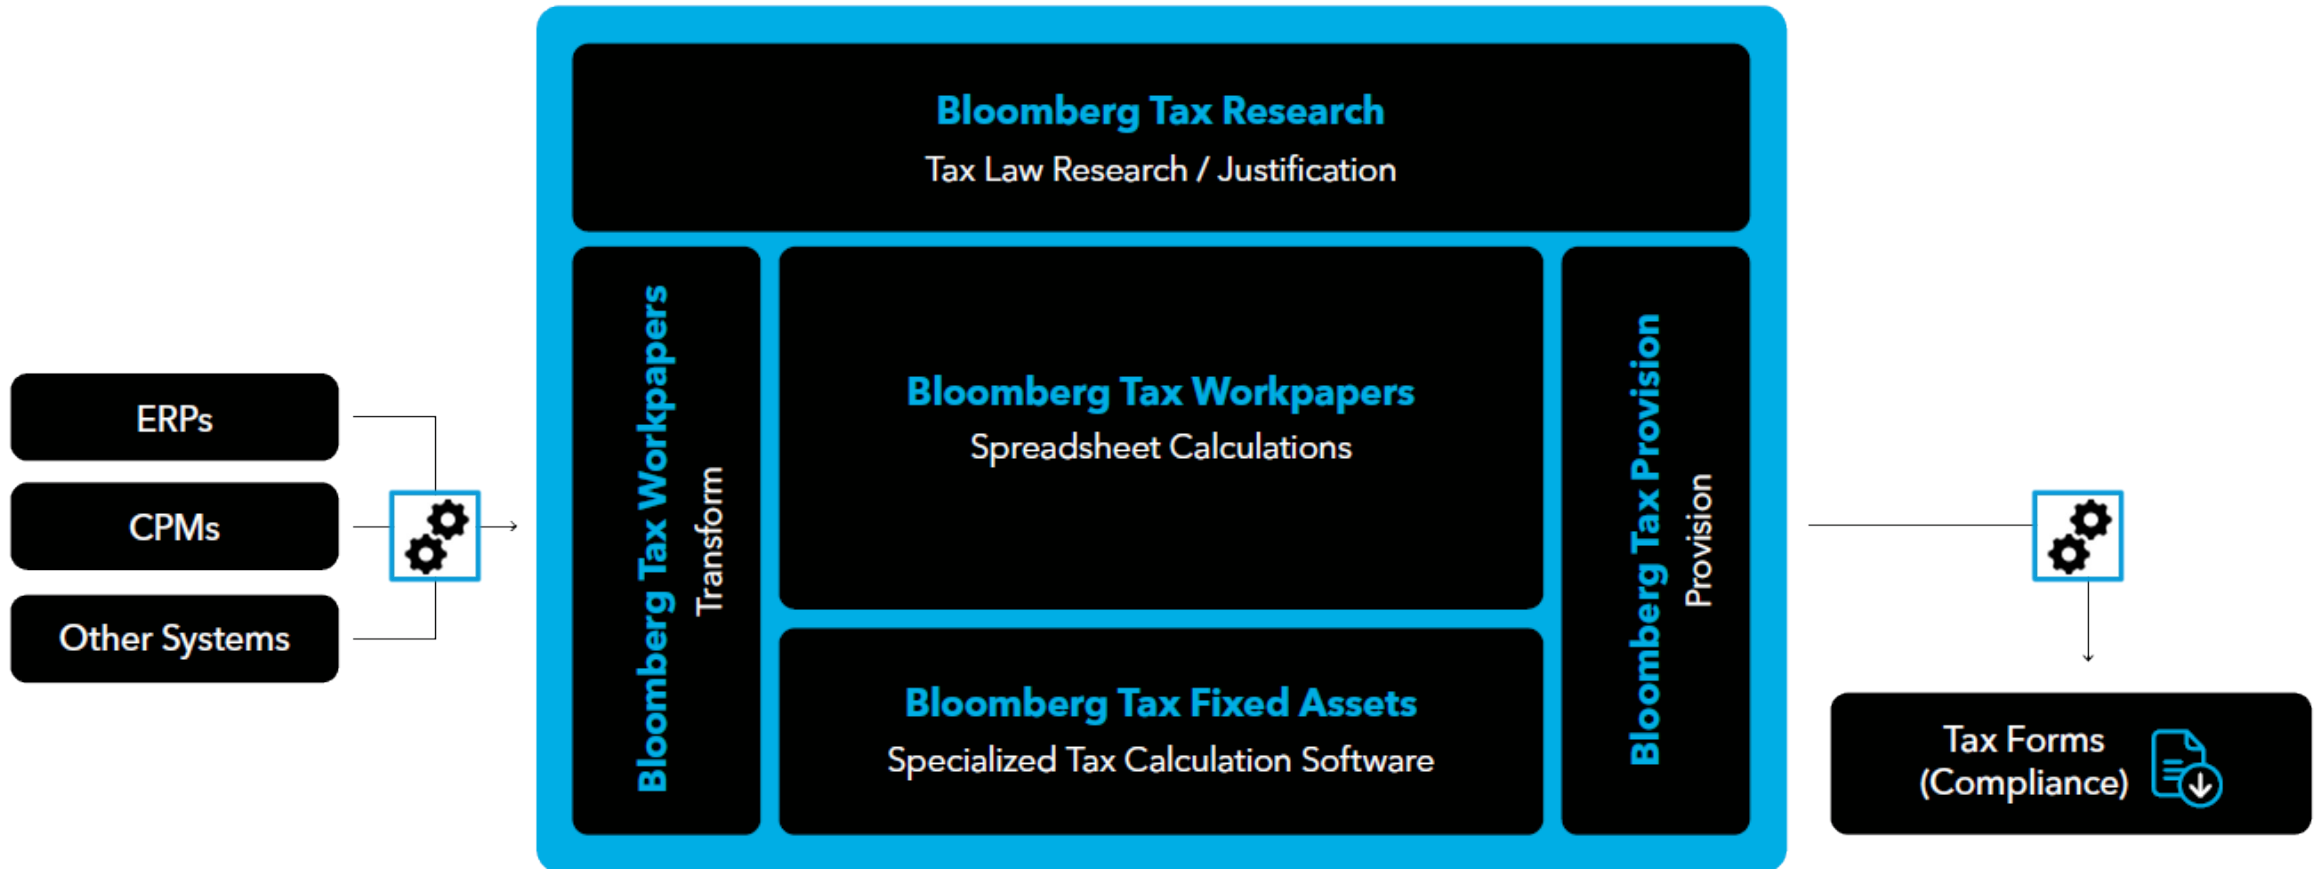 Bloomberg Tax Research
Tax Law Research / Justification
ERPs
CPMs
Other Systems
Bloomberg Tax Workpapers
Transform
Bloomberg Tax Workpapers
Spreadsheet Calculations
Bloomberg Tax Fixed Assets
Specialized Tax Calculation Software
Bloomberg Tax Provision
Provision
Tax Forms
(Compliance)